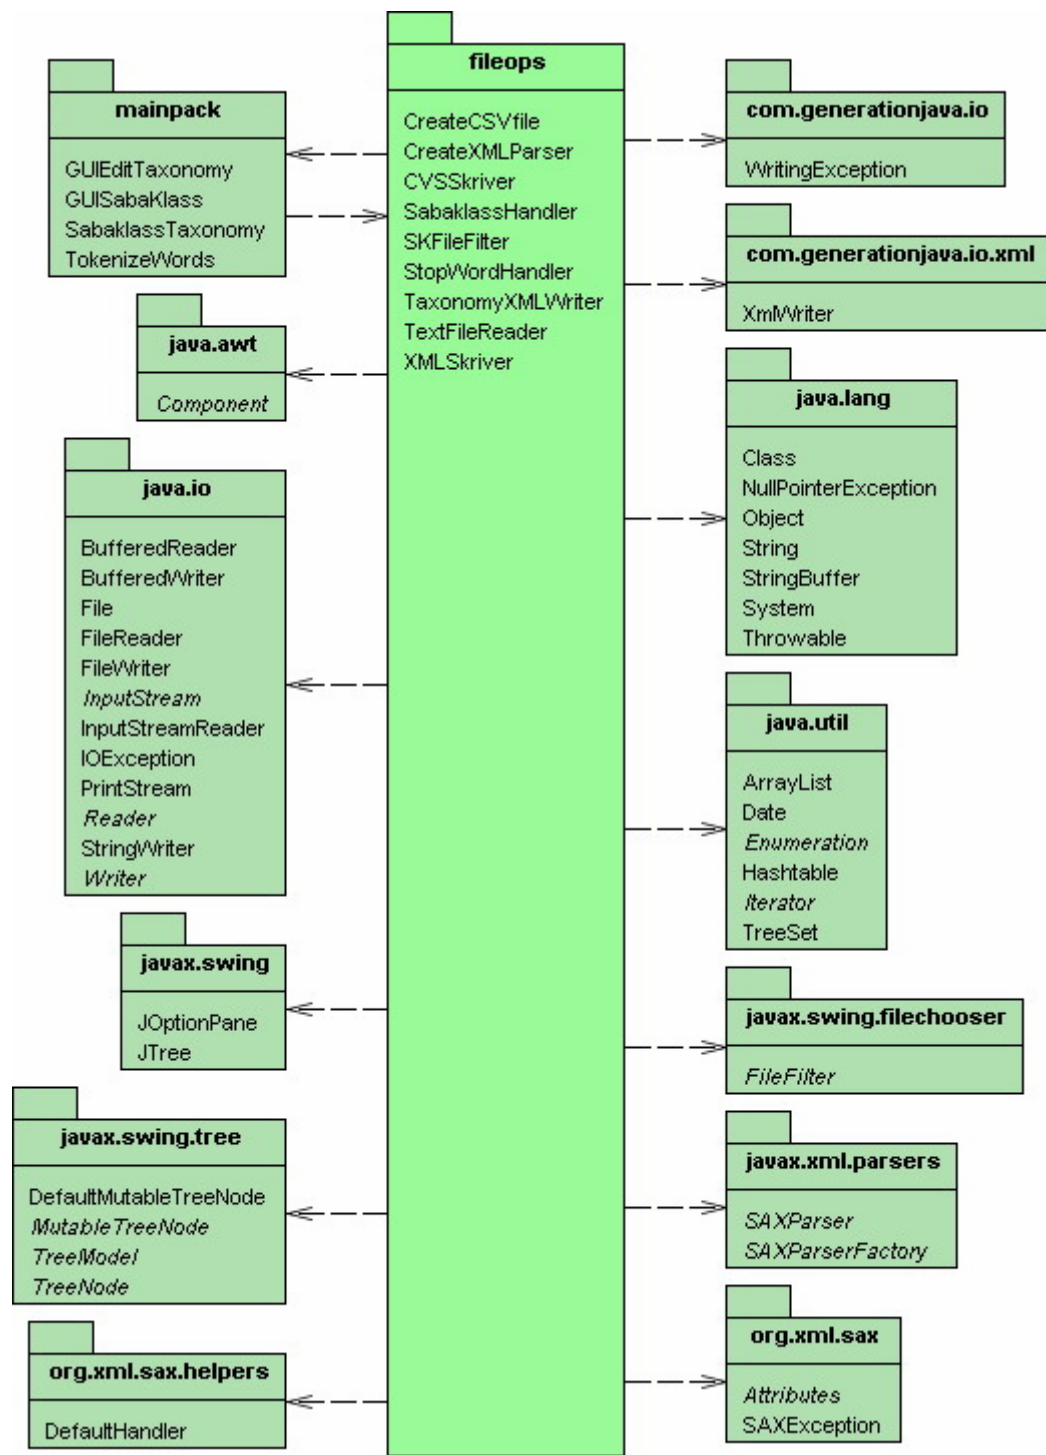 fileops
CreateCSVfile
CreateXMLParser
CVSSkriver
SabaklassHandler
SKFileFilter
StopWordHandler
TaxonomyXMLWriter
TextFileReader
XMLSkriver
mainpack
GUIEditTaxonomy
GUISabaKlass
SabaklassTaxonomy
TokenizeWords
java.awt
Component
java.io
BufferedReader
BufferedWriter
File
FileReader
FileWriter
InputStream
InputStreamReader
IOException
PrintStream
Reader
StringWriter
Writer
javax.swing
JOptionPane
JTree
javax.swing.tree
DefaultMutableTreeNode
MutableTreeNode
TreeModel
TreeNode
org.xml.sax.helpers
DefaultHandler
com.generationjava.io
WritingException
com.generationjava.io.xml
XmlWriter
java.lang
Class
NullPointerException
Object
String
StringBuffer
System
Throwable
java.util
ArrayList
Date
Enumeration
Hashtable
Iterator
TreeSet
javax.swing.filechooser
FileFilter
javax.xml.parsers
SAXParser
SAXParserFactory
org.xml.sax
Attributes
SAXException